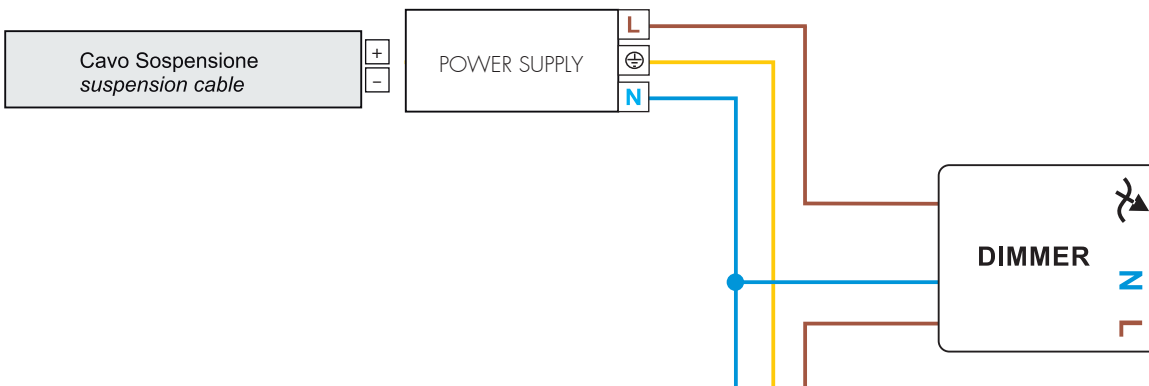 Cavo Sospensione
suspension cable
+
−
POWER SUPPLY
L
N
DIMMER
N
L